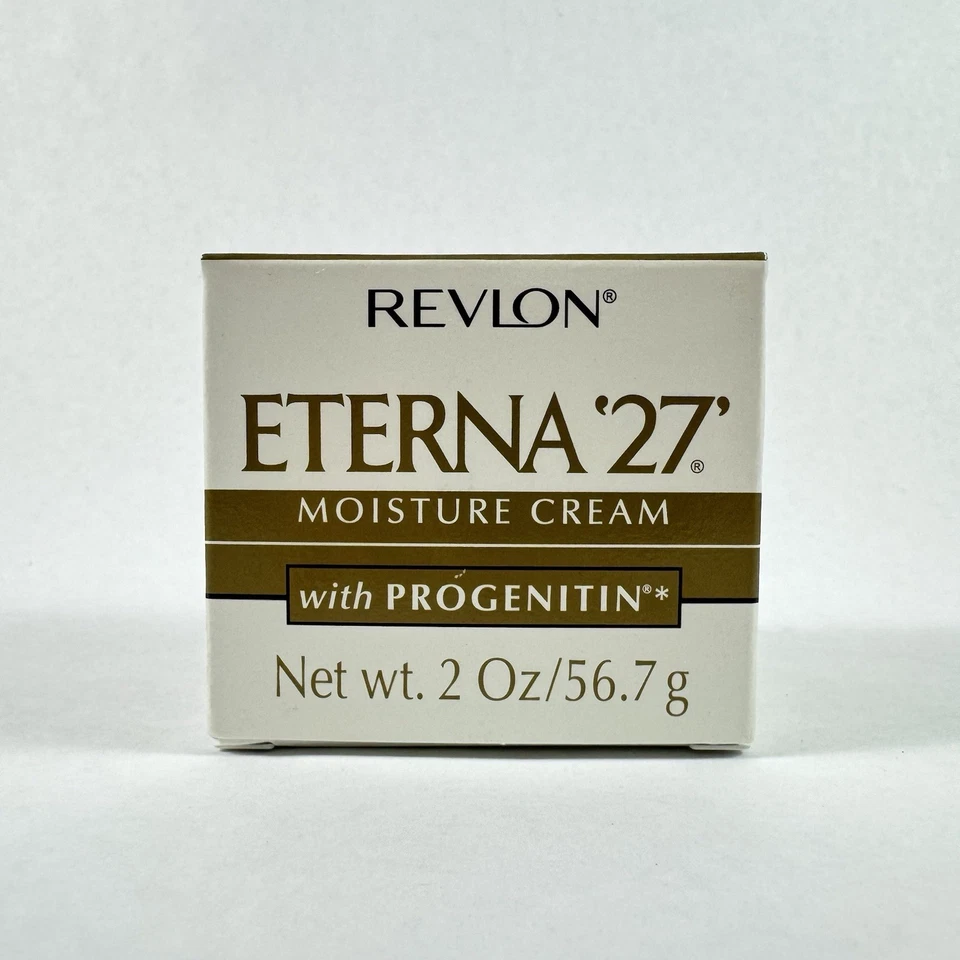 REVLON®
ETERNA ‘27’®
MOISTURE CREAM
with PROGENITIN®*
Net wt. 2 Oz/56.7 g